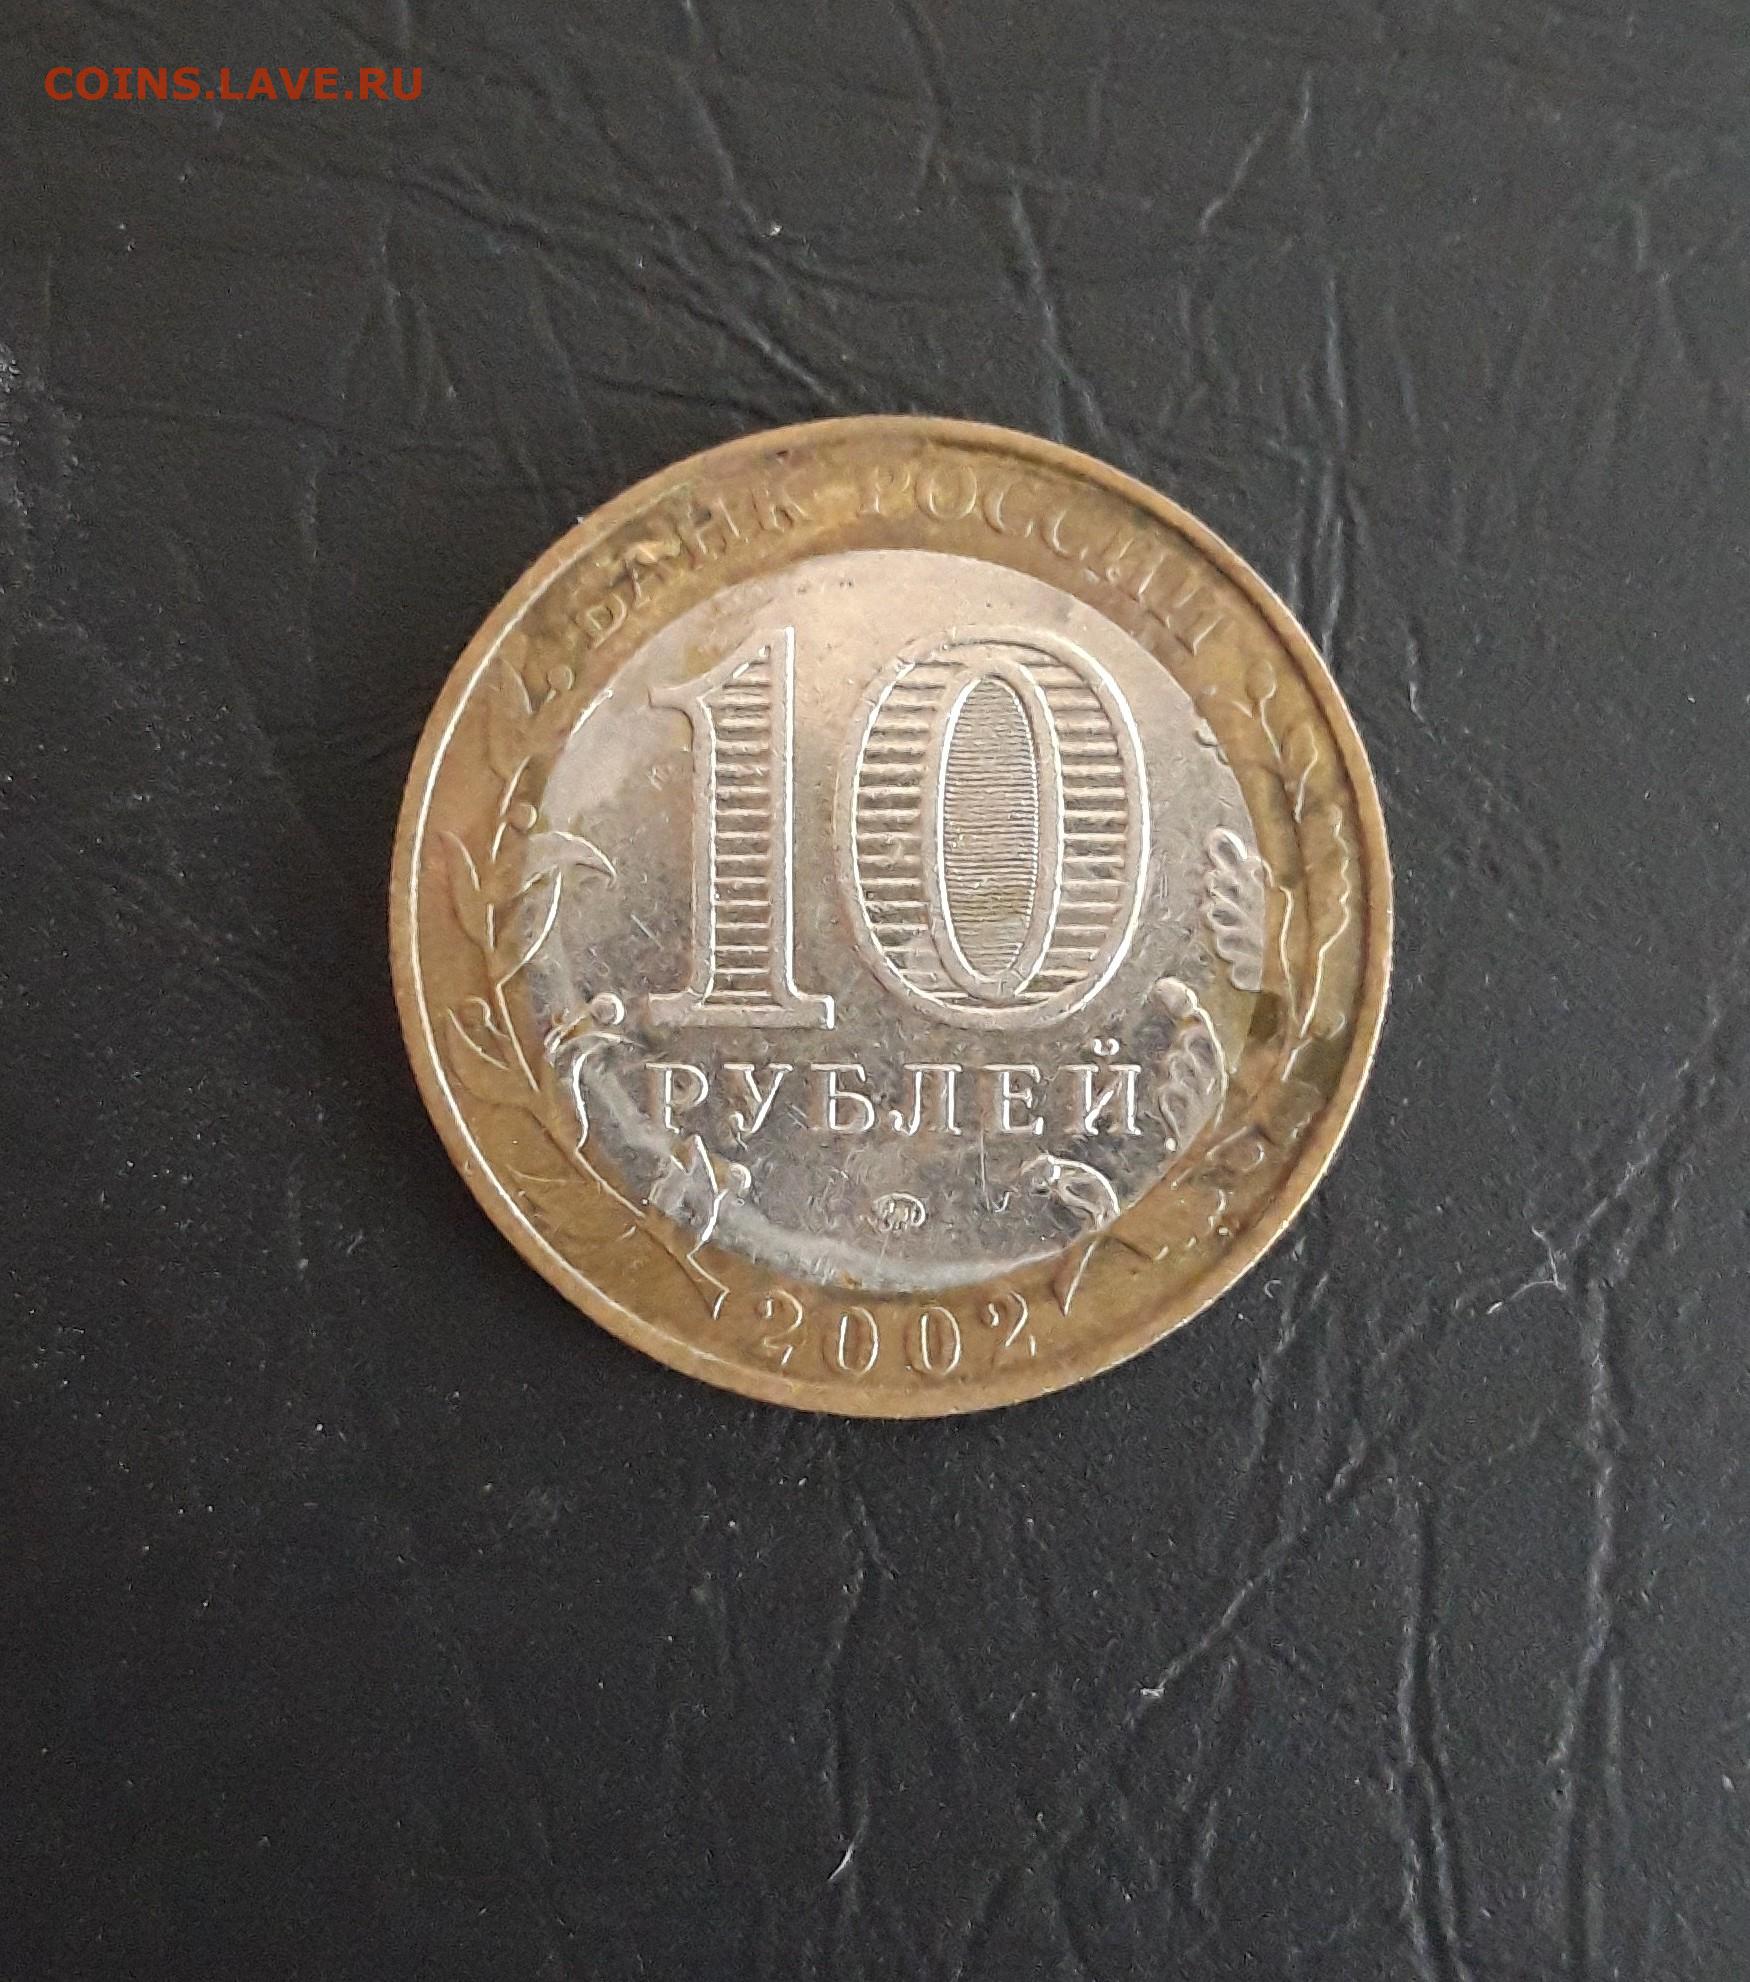 COINS.LAVE.RU
БАНК РОССИИ
10
РУБЛЕЙ
2002